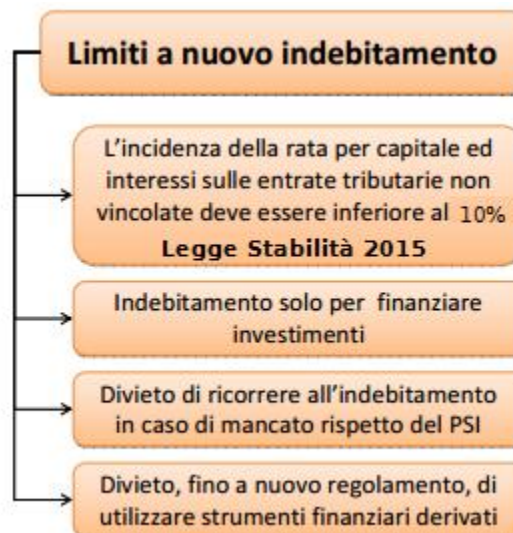 Limiti a nuovo indebitamento
L'incidenza della rata per capitale ed
interessi sulle entrate tributarie non
vincolate deve essere inferiore al 10%
Legge Stabilità 2015
Indebitamento solo per finanziare
investimenti
Divieto di ricorrere all'indebitamento
in caso di mancato rispetto del PSI
Divieto, fino a nuovo regolamento, di
utilizzare strumenti finanziari derivati